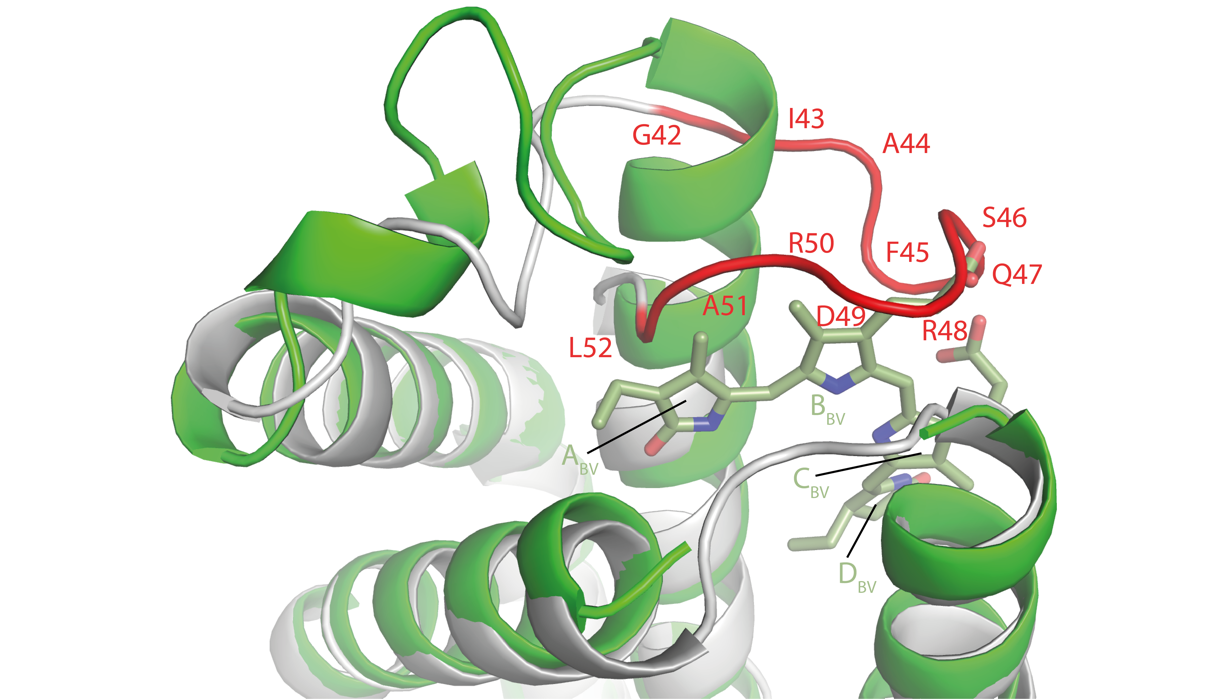 I43
G42
A44
S46
R50
F45
Q47
A51
D49
R48
L52
B_BV
A_BV
C_BV
D_BV